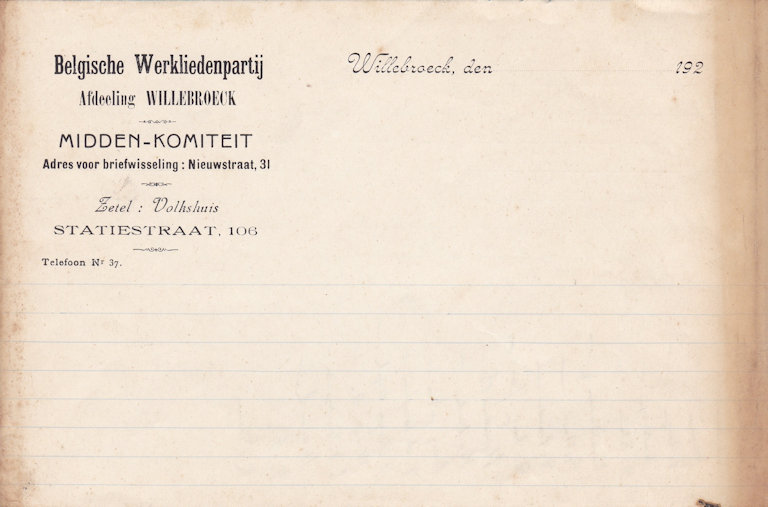 Belgische Werkliedenpartij
Afdeeling WILLEBROECK
MIDDEN-KOMITEIT
Adres voor briefwisseling : Nieuwstraat, 31
Zetel : Volkshuis
STATIESTRAAT, 106
Telefoon Nr 37.
Willebroeck, den 192